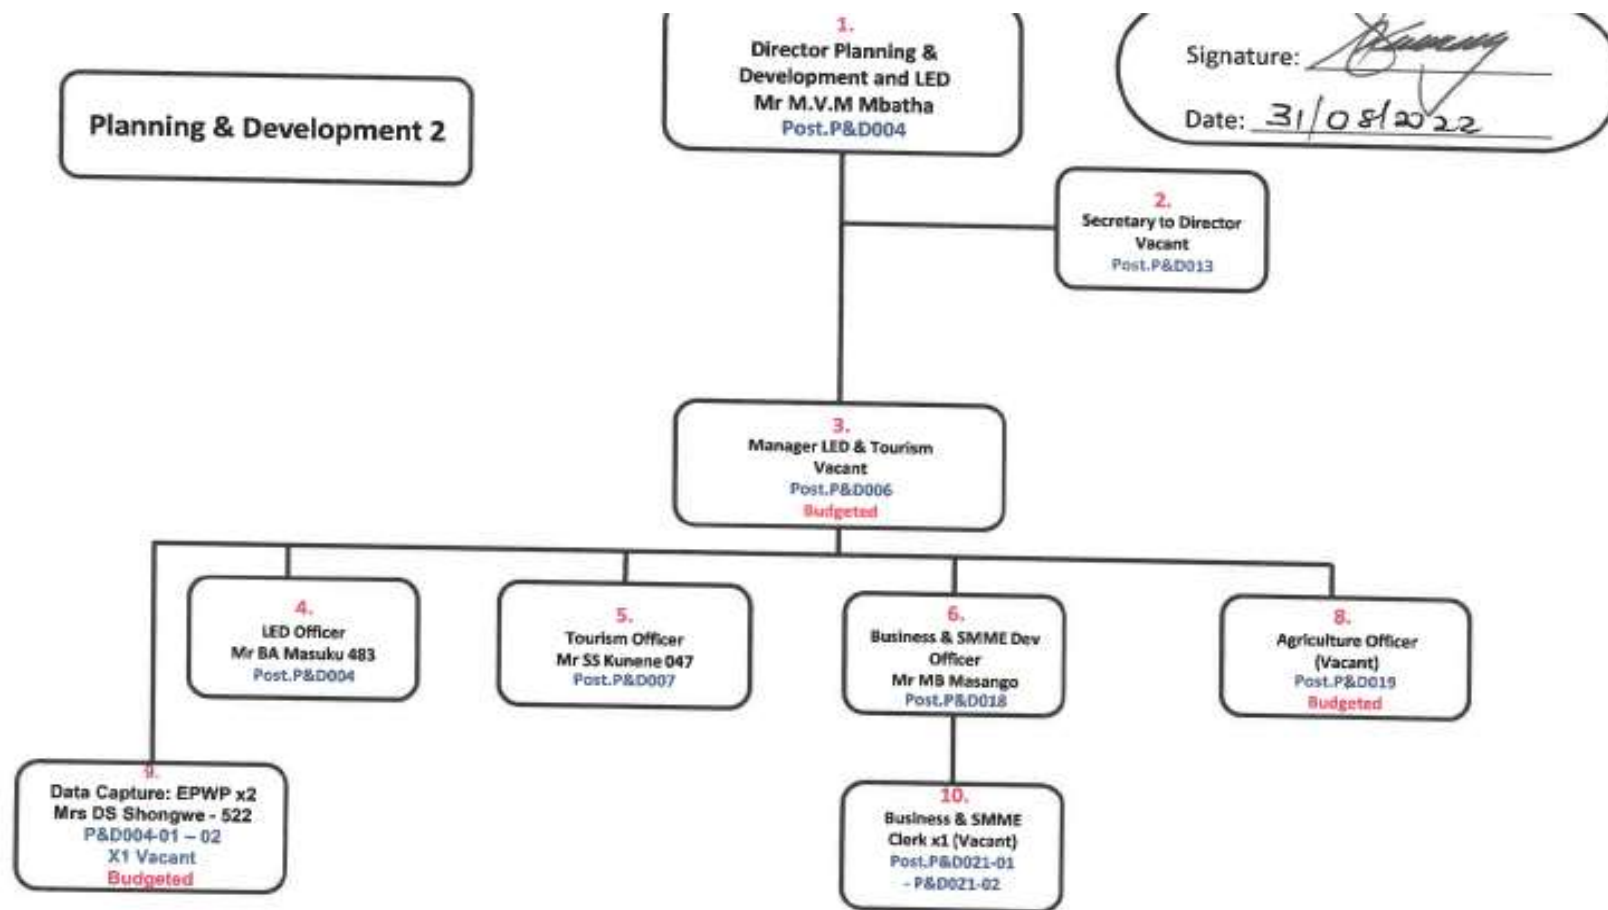 Planning & Development 2
1.
Director Planning &
Development and LED
Mr M.V.M Mbatha
Post.P&D004
Signature:
Date: 31/08/2022
2.
Secretary to Director
Vacant
Post.P&D013
3.
Manager LED & Tourism
Vacant
Post.P&D006
Budgeted
4.
LED Officer
Mr BA Masuku 483
Post.P&D004
5.
Tourism Officer
Mr SS Kunene 047
Post.P&D007
6.
Business & SMME Dev
Officer
Mr MB Masango
Post.P&D018
8.
Agriculture Officer
(Vacant)
Post.P&D019
Budgeted
9.
Data Capture: EPWP x2
Mrs DS Shongwe - 522
P&D004-01 – 02
X1 Vacant
Budgeted
10.
Business & SMME
Clerk x1 (Vacant)
Post.P&D021-01
- P&D021-02